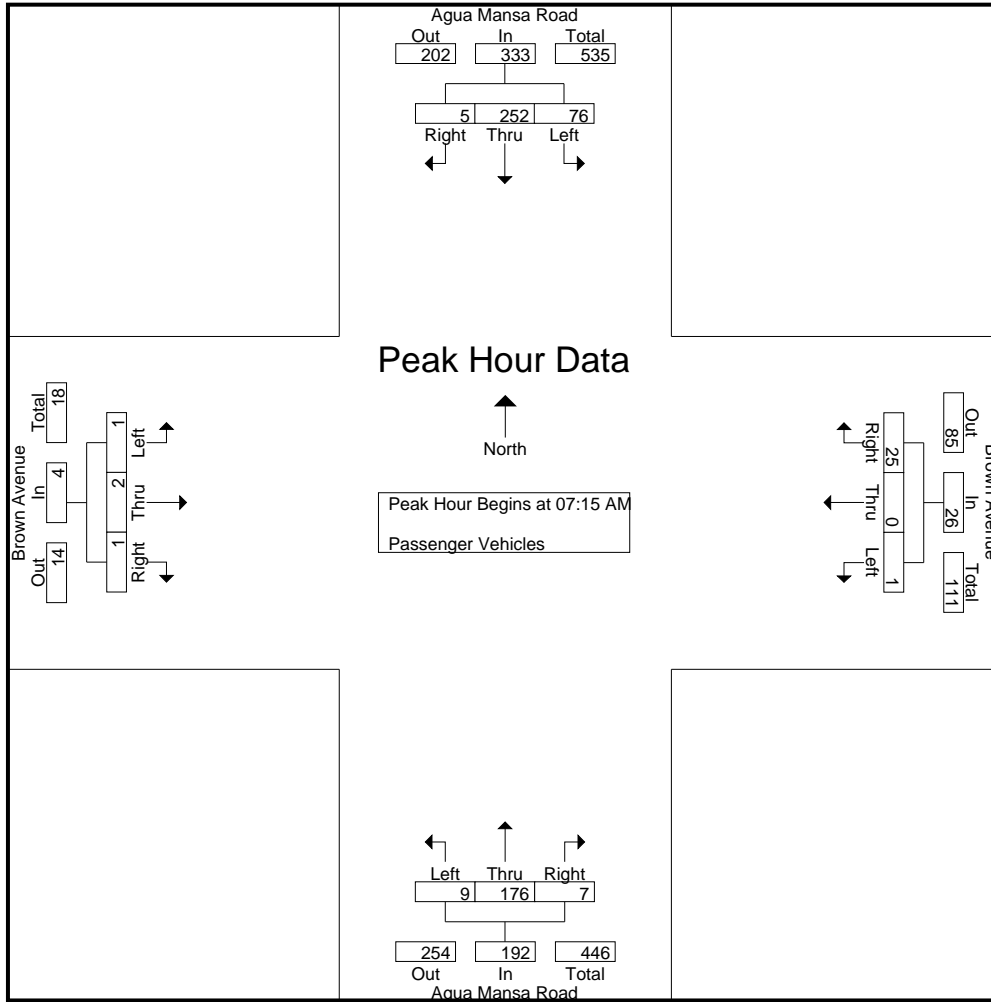 Agua Mansa Road
Out In Total
202 333 535
5 252 76
Right Thru Left
Peak Hour Data
North
Peak Hour Begins at 07:15 AM
Passenger Vehicles
Brown Avenue
Total In Out
18 4 14
1 2 1
Left Thru Right
Right Thru Left
25 0 1
Out In Total
85 26 111
Brown Avenue
Left Thru Right
9 176 7
254 192 446
Out In Total
Agua Mansa Road